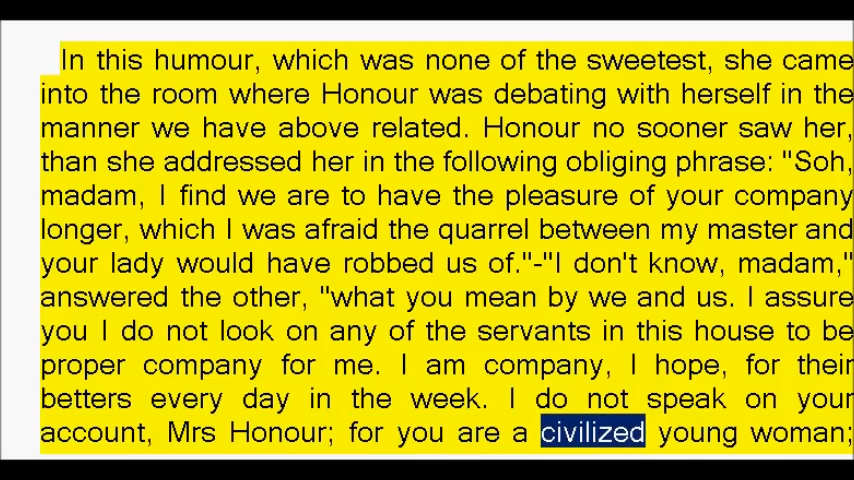 In this humour, which was none of the sweetest, she came
into the room where Honour was debating with herself in the
manner we have above related. Honour no sooner saw her,
than she addressed her in the following obliging phrase: "Soh,
madam, I find we are to have the pleasure of your company
longer, which I was afraid the quarrel between my master and
your lady would have robbed us of."-"I don't know, madam,"
answered the other, "what you mean by we and us. I assure
you I do not look on any of the servants in this house to be
proper company for me. I am company, I hope, for their
betters every day in the week. I do not speak on your
account, Mrs Honour; for you are a civilized young woman;